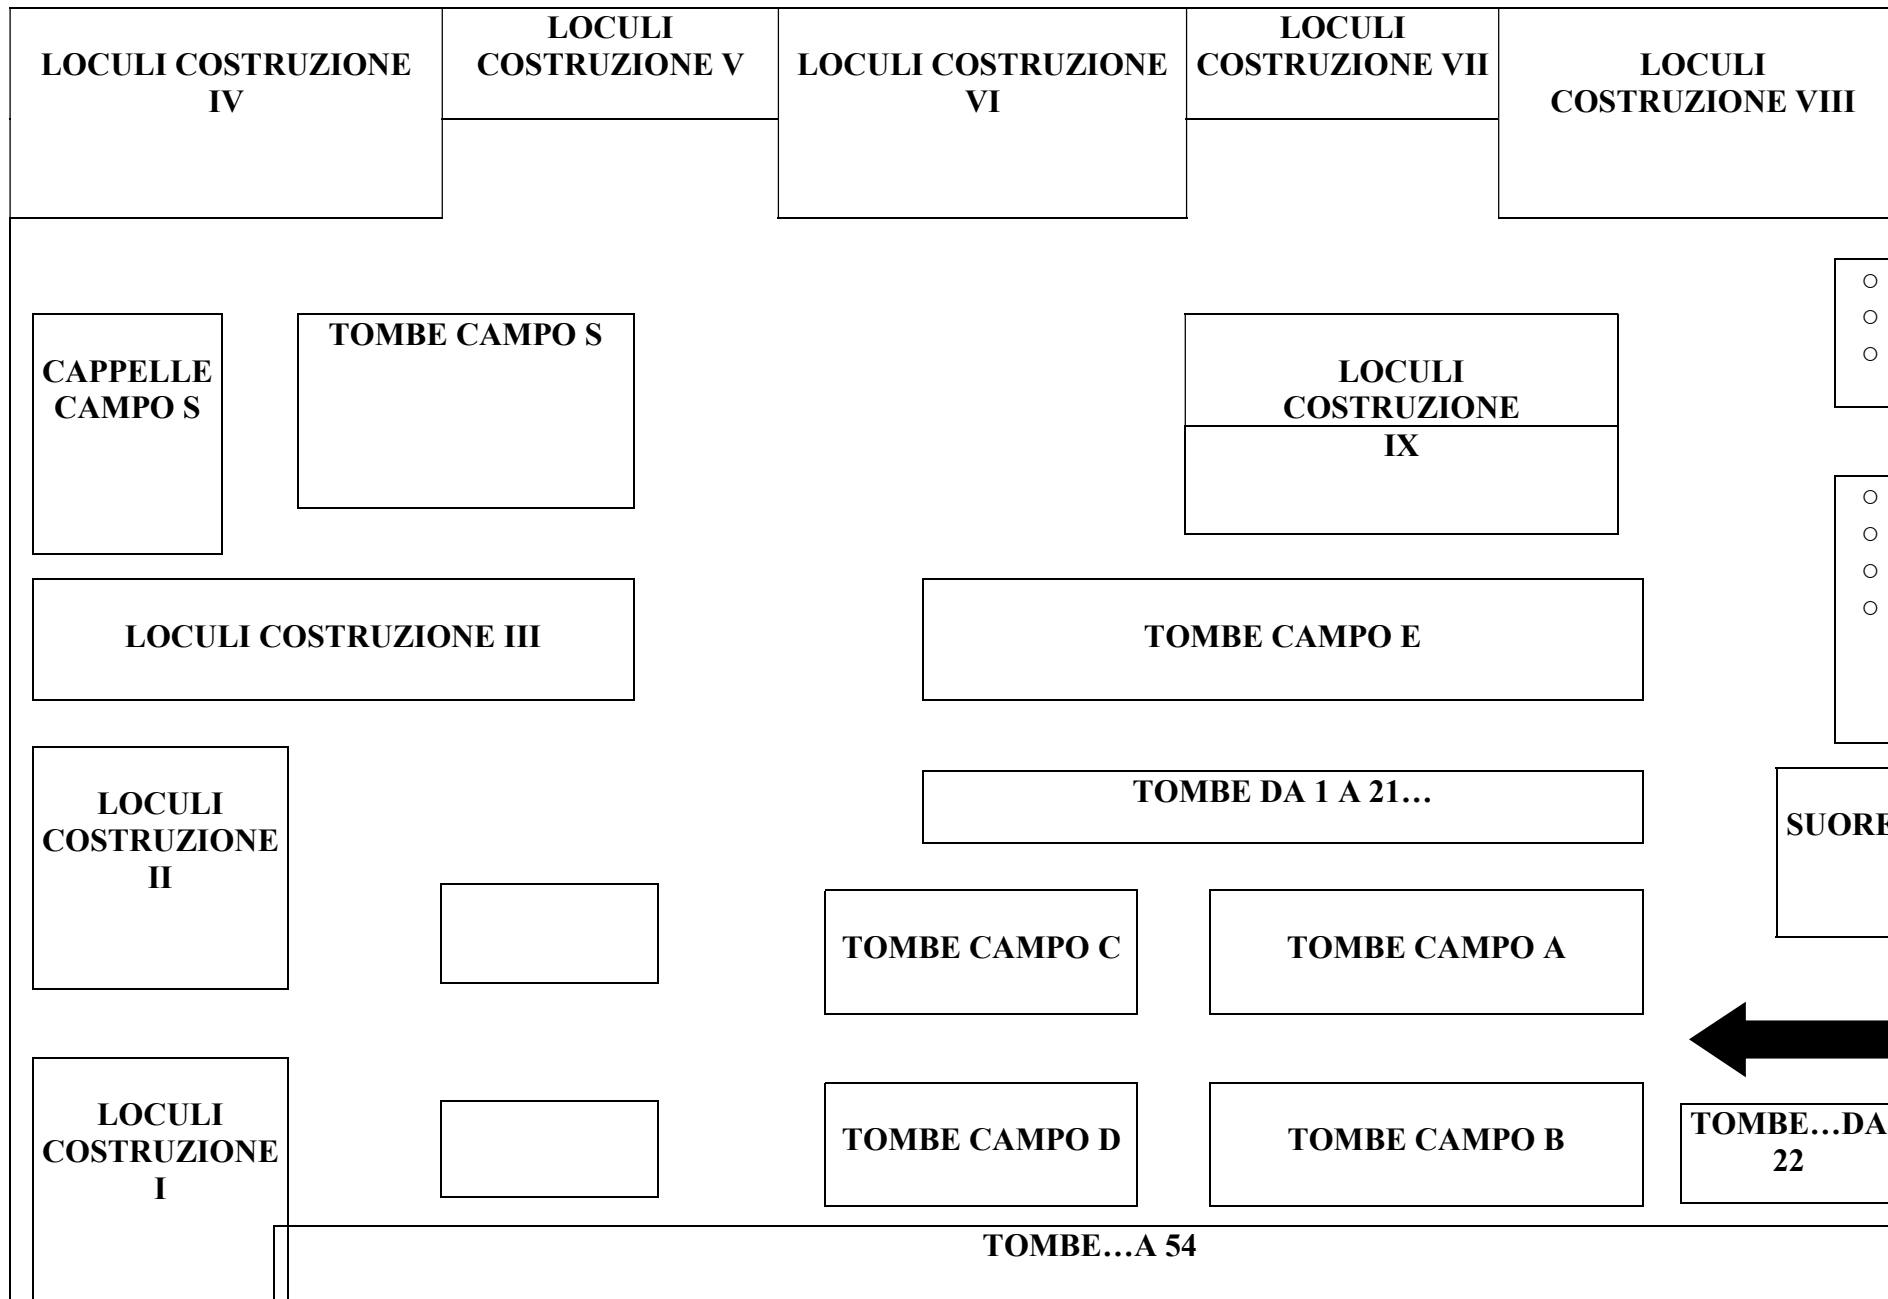 LOCULI COSTRUZIONE
IV
LOCULI
COSTRUZIONE V
LOCULI COSTRUZIONE
VI
LOCULI
COSTRUZIONE VII
LOCULI
COSTRUZIONE VIII
CAPPELLE
CAMPO S
TOMBE CAMPO S
LOCULI
COSTRUZIONE
IX
LOCULI COSTRUZIONE III
TOMBE CAMPO E
LOCULI
COSTRUZIONE
II
TOMBE DA 1 A 21…
SUORE
TOMBE CAMPO C
TOMBE CAMPO A
LOCULI
COSTRUZIONE
I
TOMBE CAMPO D
TOMBE CAMPO B
TOMBE…DA
22
TOMBE…A 54